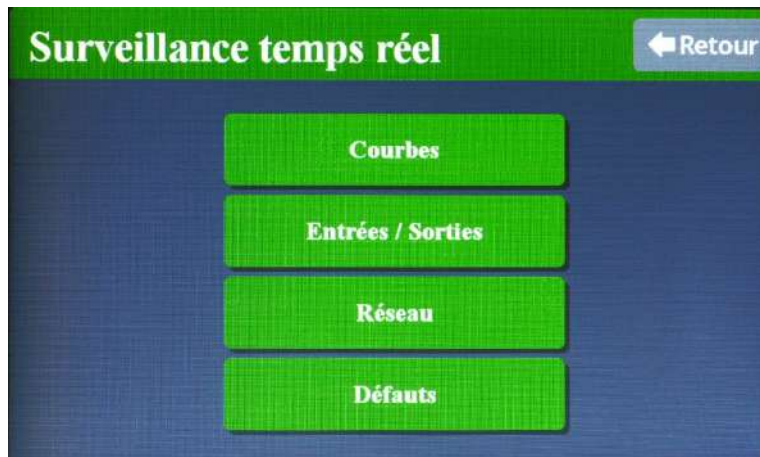 Surveillance temps réel
Retour
Courbes
Entrées / Sorties
Réseau
Défauts